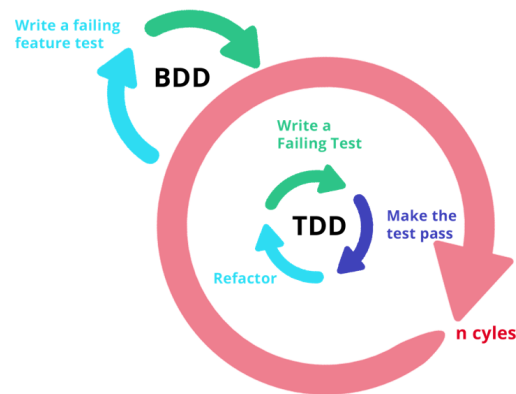 Write a failing
feature test
BDD
Write a
Failing Test
TDD
Make the
test pass
Refactor
n cyles